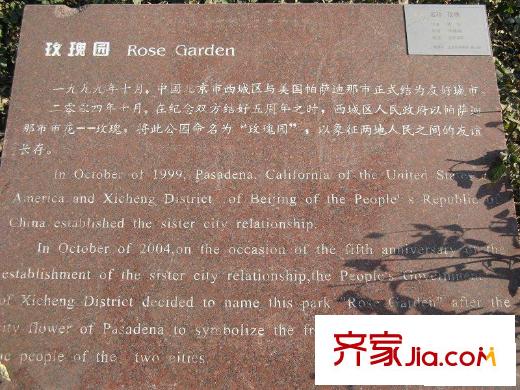 玫瑰园 Rose Garden
一九九九年十月，中国北京市西城区与美国帕萨迪那市正式结为友好城市。
二零零四年十月，在纪念双方结好五周年之时，西城区人民政府以帕萨迪
那市市花--玫瑰，将此公园命名为“玫瑰园”，以象征两地人民之间的友谊
长存。
In October of 1999, Pasadena, California of the United States
America and Xicheng District of Beijing of the People's Republic of
China established the sister city relationship.
In October of 2004,on the occasion of the fifth anniversary of the
establishment of the sister city relationship,the People's Government
of Xicheng District decided to name this park "Rose Garden" after the
city flower of Pasadena to symbolize the
people of the two cities.
齐家Jia.com